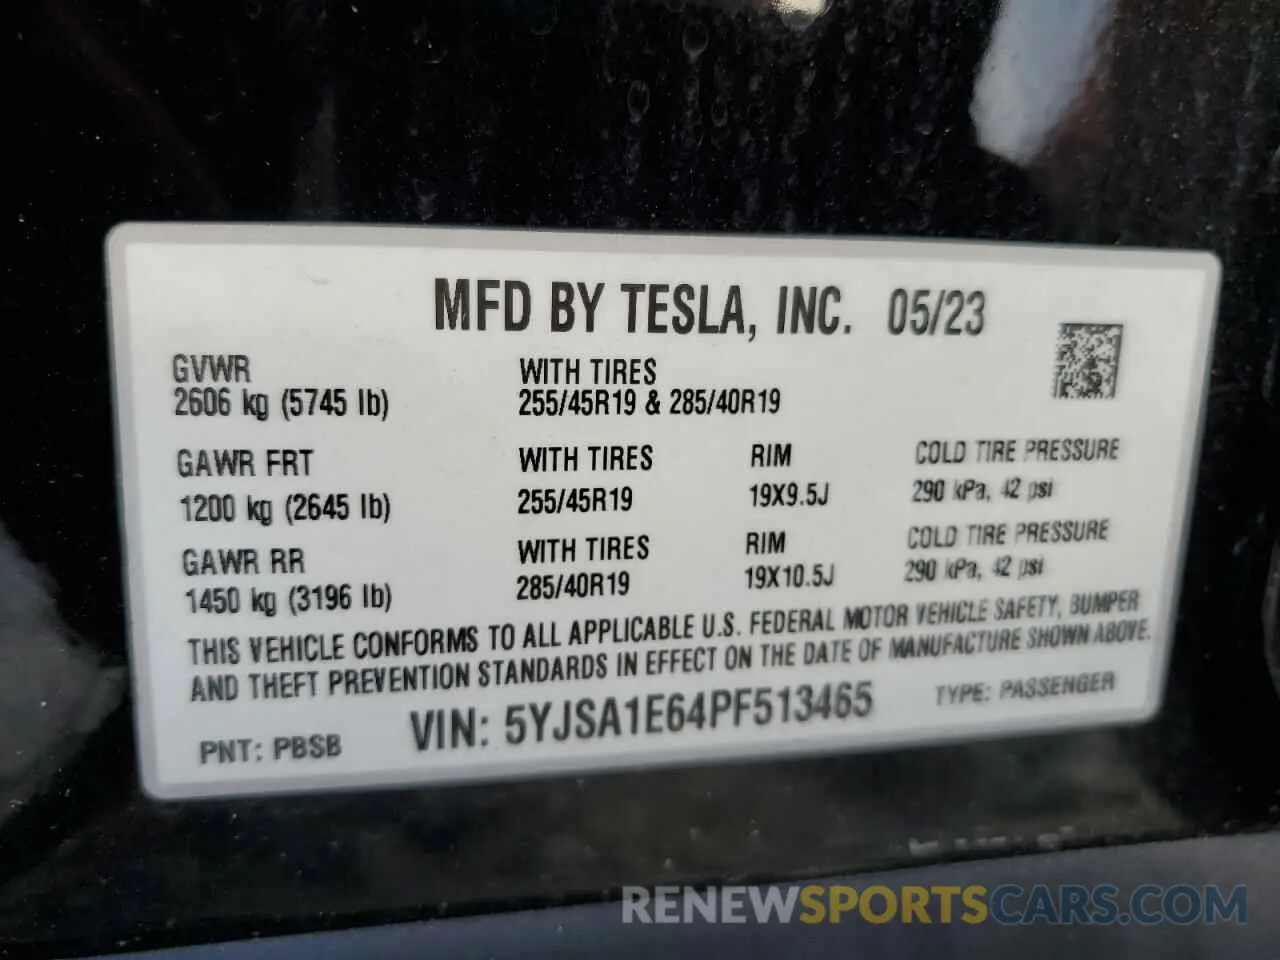 MFD BY TESLA, INC. 05/23
GVWR WITH TIRES
2606 kg (5745 lb) 255/45R19 & 285/40R19
GAWR FRT WITH TIRES RIM COLD TIRE PRESSURE
1200 kg (2645 lb) 255/45R19 19X9.5J 290 kPa, 42 psi
GAWR RR WITH TIRES RIM COLD TIRE PRESSURE
1450 kg (3196 lb) 285/40R19 19X10.5J 290 kPa, 42 psi
THIS VEHICLE CONFORMS TO ALL APPLICABLE U.S. FEDERAL MOTOR VEHICLE SAFETY, BUMPER
AND THEFT PREVENTION STANDARDS IN EFFECT ON THE DATE OF MANUFACTURE SHOWN ABOVE.
PNT: PBSB VIN: 5YJSA1E64PF513465 TYPE: PASSENGER
RENEWSPORTSCARS.COM